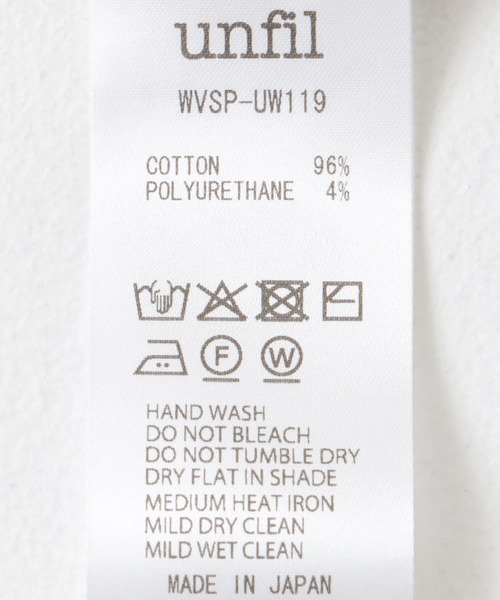 unfil
WVSP-UW119
COTTON 96%
POLYURETHANE 4%
F W
HAND WASH
DO NOT BLEACH
DO NOT TUMBLE DRY
DRY FLAT IN SHADE
MEDIUM HEAT IRON
MILD DRY CLEAN
MILD WET CLEAN
MADE IN JAPAN